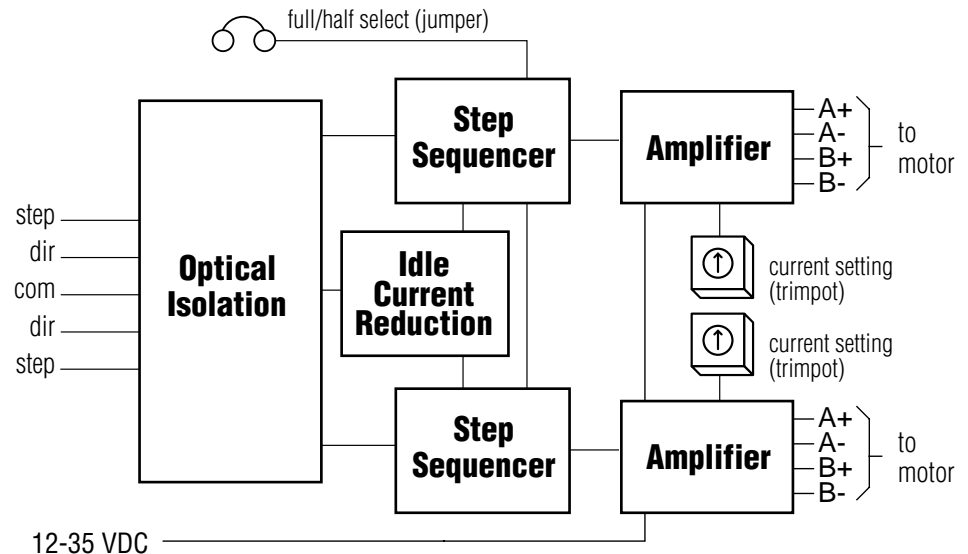 full/half select (jumper)
Step
Sequencer
Amplifier
A+
A-
B+
B-
to
motor
step
dir
com
dir
step
Optical
Isolation
Idle
Current
Reduction
current setting
(trimpot)
current setting
(trimpot)
Step
Sequencer
Amplifier
A+
A-
B+
B-
to
motor
12-35 VDC